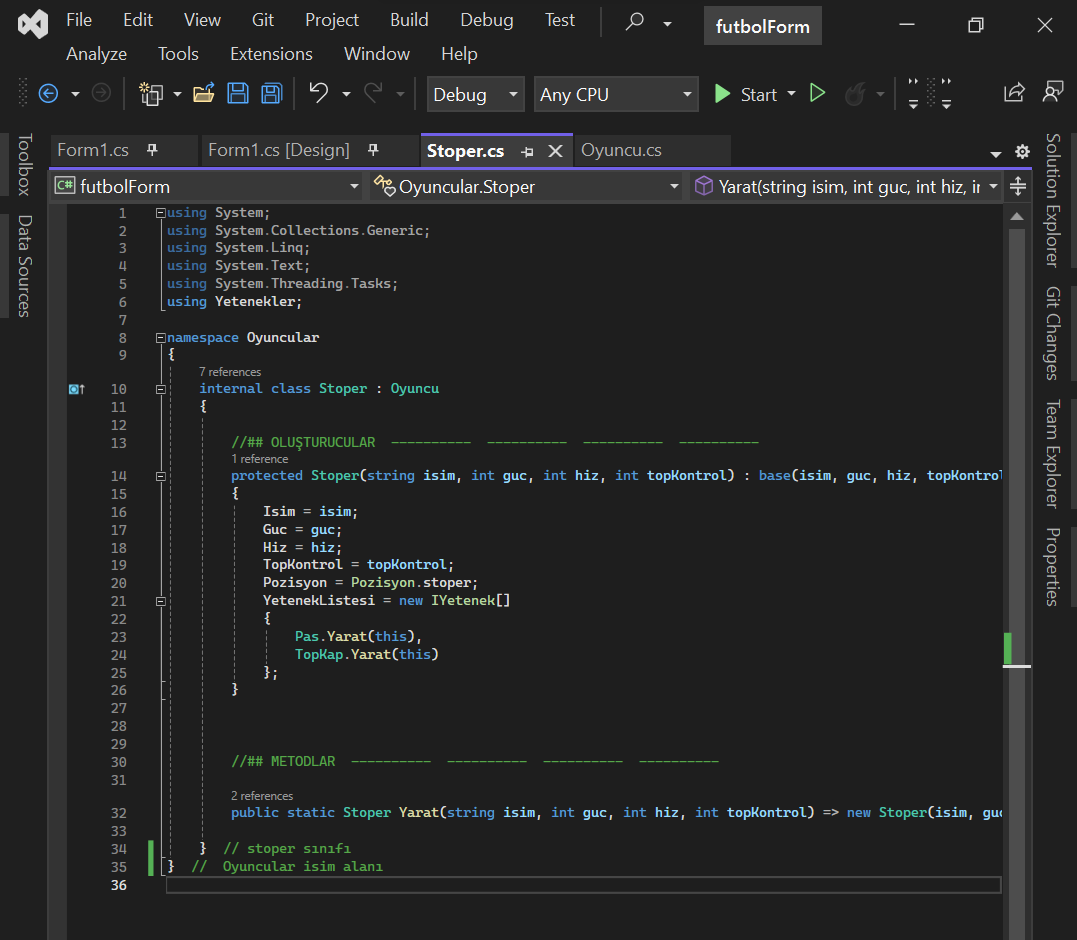 File Edit View Git Project Build Debug Test futbolForm
Analyze Tools Extensions Window Help
Debug Any CPU Start
Toolbox
Data Sources
Form1.cs Form1.cs [Design] Stoper.cs Oyuncu.cs
C# futbolForm Oyuncular.Stoper Yarat(string isim, int guc, int hiz, ir
1 using System;
2 using System.Collections.Generic;
3 using System.Linq;
4 using System.Text;
5 using System.Threading.Tasks;
6 using Yetenekler;
7
8 namespace Oyuncular
9 {
7 references
10 internal class Stoper : Oyuncu
11 {
12
13 //## OLUŞTURUCULAR ---------- ---------- ---------- ----------
1 reference
14 protected Stoper(string isim, int guc, int hiz, int topKontrol) : base(isim, guc, hiz, topKontrol
15 {
16 Isim = isim;
17 Guc = guc;
18 Hiz = hiz;
19 TopKontrol = topKontrol;
20 Pozisyon = Pozisyon.stoper;
21 YetenekListesi = new IYetenek[]
22 {
23 Pas.Yarat(this),
24 TopKap.Yarat(this)
25 };
26 }
27
28
29
30 //## METODLAR ---------- ---------- ---------- ----------
31
2 references
32 public static Stoper Yarat(string isim, int guc, int hiz, int topKontrol) => new Stoper(isim, guc
33
34 } // stoper sınıfı
35 } // Oyuncular isim alanı
36
Solution Explorer
Git Changes
Team Explorer
Properties